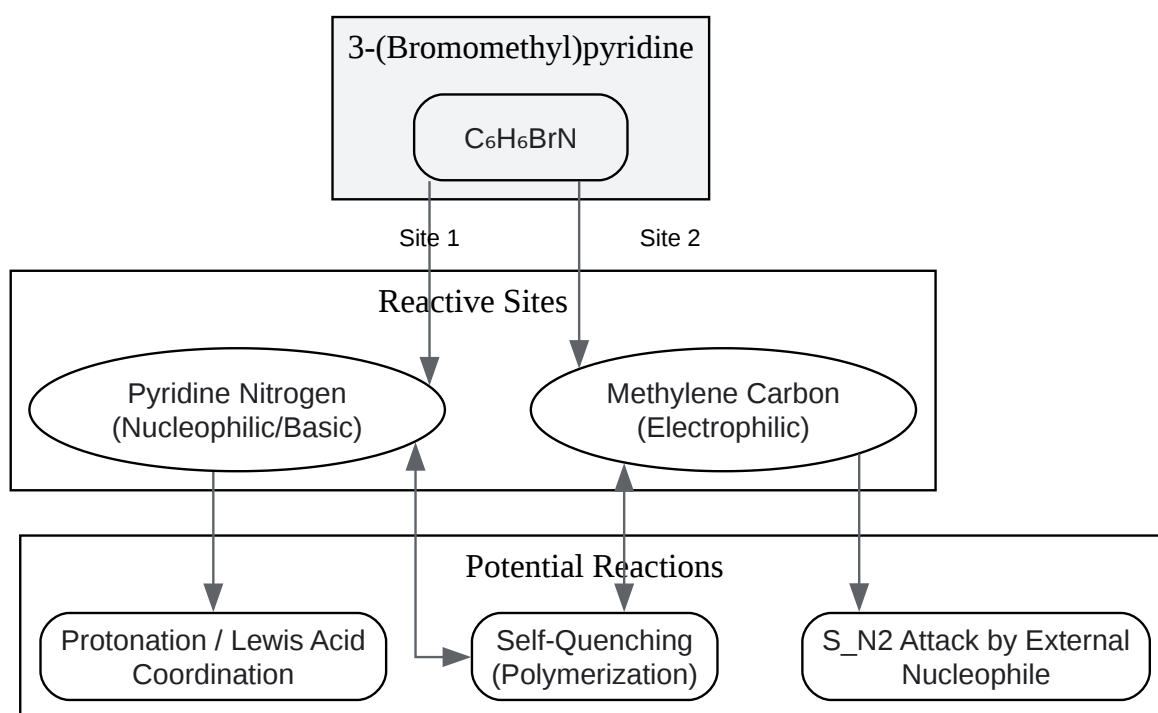 3-(Bromomethyl)pyridine
C₆H₆BrN
Site 1
Site 2
Reactive Sites
Pyridine Nitrogen
(Nucleophilic/Basic)
Methylene Carbon
(Electrophilic)
Potential Reactions
Protonation / Lewis Acid
Coordination
Self-Quenching
(Polymerization)
S_N2 Attack by External
Nucleophile